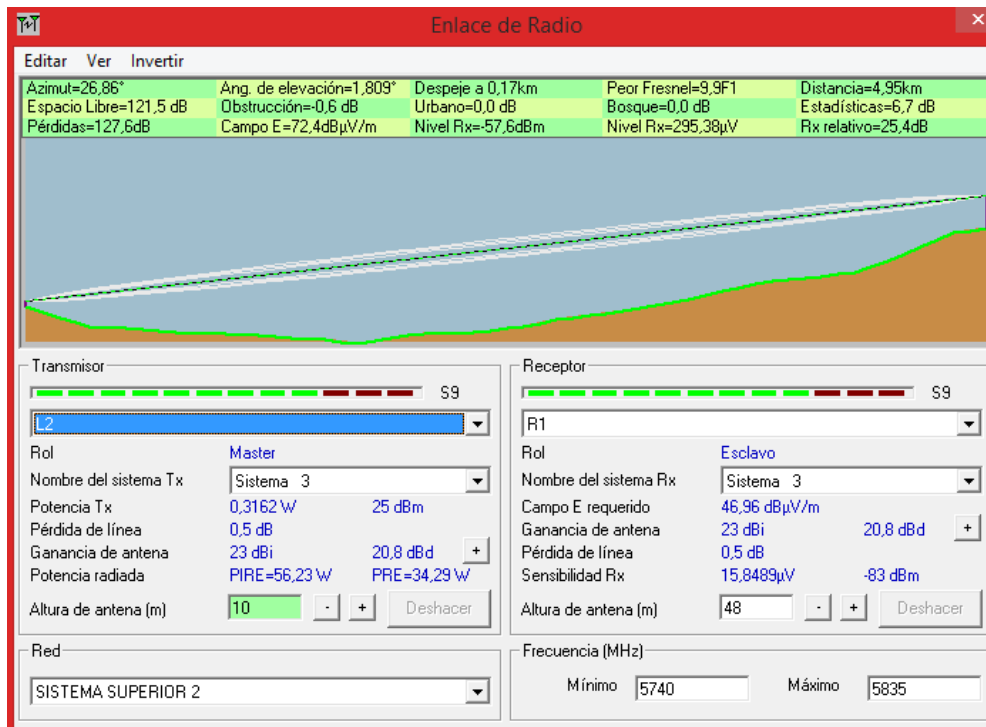 Enlace de Radio
Editar Ver Invertir
Azimut=26,86° Ang. de elevación=1,809° Despeje a 0,17km Peor Fresnel=9,9F1 Distancia=4,95km
Espacio Libre=121,5 dB Obstrucción=-0,6 dB Urbano=0,0 dB Bosque=0,0 dB Estadísticas=6,7 dB
Pérdidas=127,6dB Campo E=72,4dBµV/m Nivel Rx=-57,6dBm Nivel Rx=295,38µV Rx relativo=25,4dB
Transmisor Receptor
S9 S9
L2 R1
Rol Master Rol Esclavo
Nombre del sistema Tx Sistema 3 Nombre del sistema Rx Sistema 3
Potencia Tx 0,3162 W 25 dBm Campo E requerido 46,96 dBµV/m
Pérdida de línea 0,5 dB Ganancia de antena 23 dBi 20,8 dBd +
Ganancia de antena 23 dBi 20,8 dBd + Pérdida de línea 0,5 dB
Potencia radiada PIRE=56,23 W PRE=34,29 W Sensibilidad Rx 15,8489µV -83 dBm
Altura de antena (m) 10 - + Deshacer Altura de antena (m) 48 - + Deshacer
Red Frecuencia (MHz)
SISTEMA SUPERIOR 2 Mínimo 5740 Máximo 5835